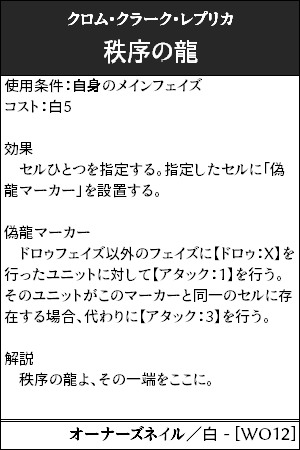 クロム・クラーク・レプリカ
秩序の龍
使用条件：自身のメインフェイズ
コスト：白5
効果
　セルひとつを指定する。指定したセルに「偽
龍マーカー」を設置する。
偽龍マーカー
　ドロゥフェイズ以外のフェイズに【ドロゥ：X】を
行ったユニットに対して【アタック：1】を行う。
そのユニットがこのマーカーと同一のセルに存
在する場合、代わりに【アタック：3】を行う。
解説
　秩序の龍よ、その一端をここに。
オーナーズネイル／白 - [WO12]